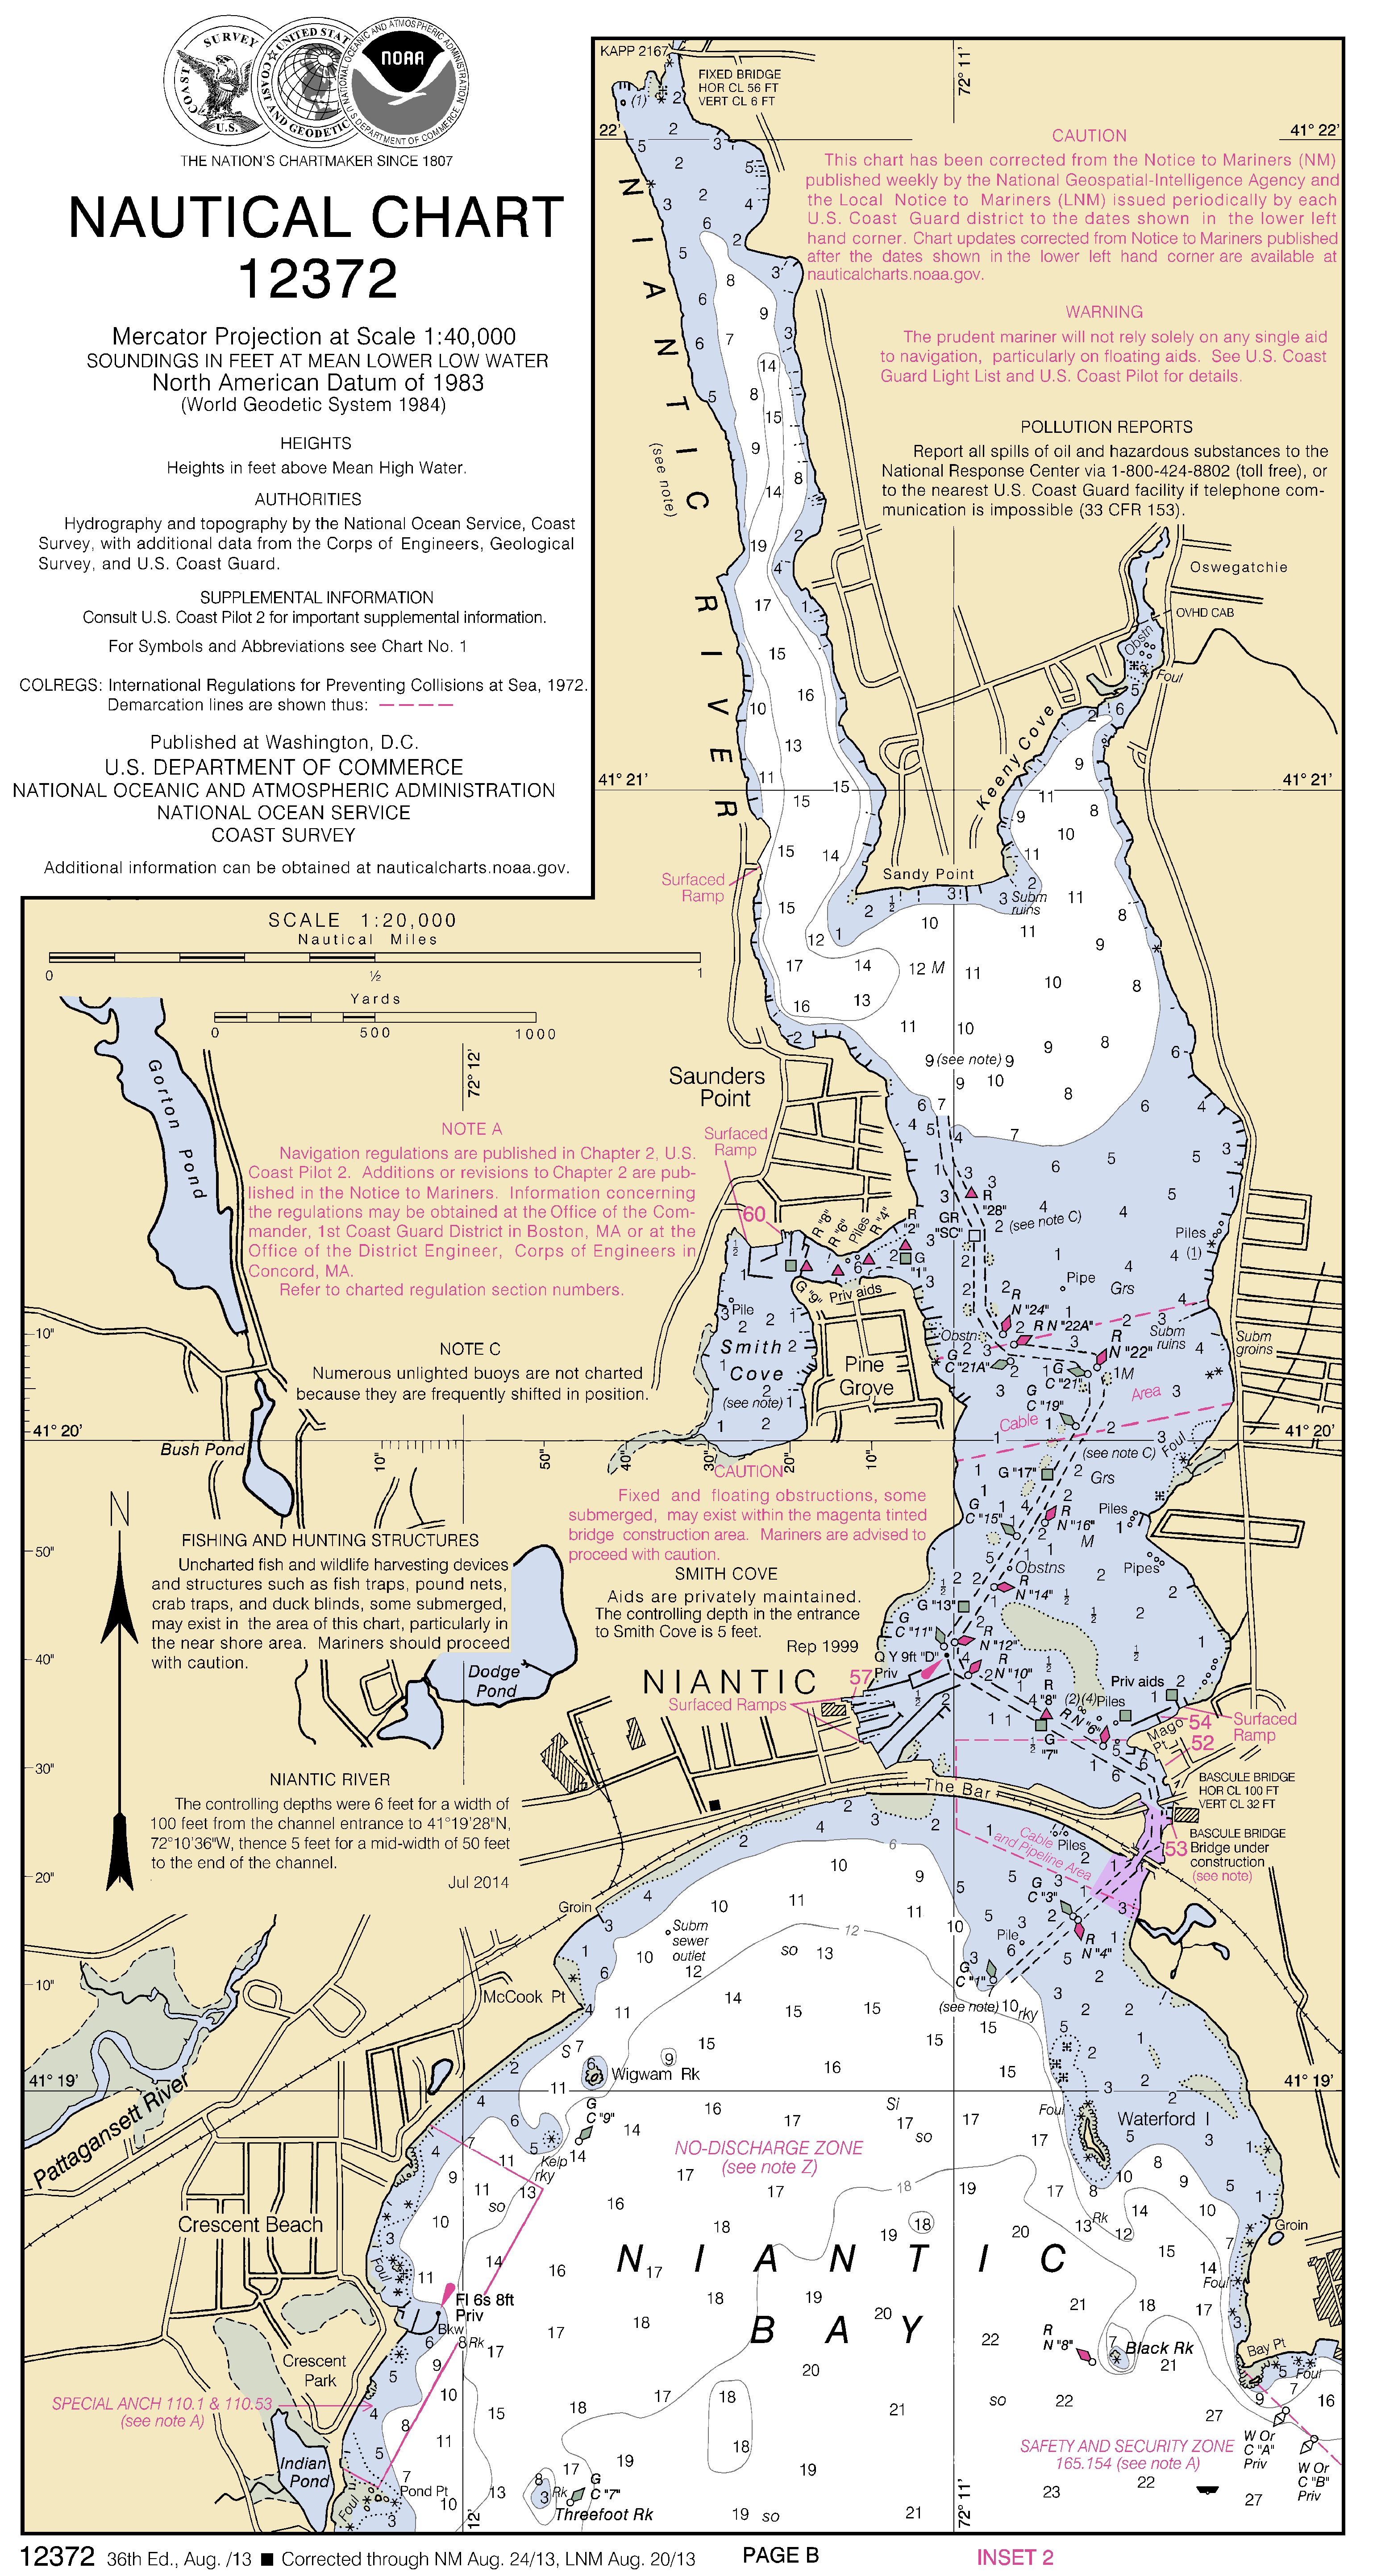 COAST SURVEY U.S.
UNITED STATES COAST AND GEODETIC
NATIONAL OCEANIC AND ATMOSPHERIC ADMINISTRATION
U.S. DEPARTMENT OF COMMERCE
NOAA
THE NATION'S CHARTMAKER SINCE 1807
NAUTICAL CHART
12372
Mercator Projection at Scale 1:40,000
SOUNDINGS IN FEET AT MEAN LOWER LOW WATER
North American Datum of 1983
(World Geodetic System 1984)
HEIGHTS
Heights in feet above Mean High Water.
AUTHORITIES
Hydrography and topography by the National Ocean Service, Coast
Survey, with additional data from the Corps of Engineers, Geological
Survey, and U.S. Coast Guard.
SUPPLEMENTAL INFORMATION
Consult U.S. Coast Pilot 2 for important supplemental information.
For Symbols and Abbreviations see Chart No. 1
COLREGS: International Regulations for Preventing Collisions at Sea, 1972.
Demarcation lines are shown thus:
Published at Washington, D.C.
U.S. DEPARTMENT OF COMMERCE
NATIONAL OCEANIC AND ATMOSPHERIC ADMINISTRATION
NATIONAL OCEAN SERVICE
COAST SURVEY
Additional information can be obtained at nauticalcharts.noaa.gov.
KAPP 2167
FIXED BRIDGE
HOR CL 56 FT
VERT CL 6 FT
72° 11'
22'
41° 22'
CAUTION
This chart has been corrected from the Notice to Mariners (NM)
published weekly by the National Geospatial-Intelligence Agency and
the Local Notice to Mariners (LNM) issued periodically by each
U.S. Coast Guard district to the dates shown in the lower left
hand corner. Chart updates corrected from Notice to Mariners published
after the dates shown in the lower left hand corner are available at
nauticalcharts.noaa.gov.
WARNING
The prudent mariner will not rely solely on any single aid
to navigation, particularly on floating aids. See U.S. Coast
Guard Light List and U.S. Coast Pilot for details.
POLLUTION REPORTS
Report all spills of oil and hazardous substances to the
National Response Center via 1-800-424-8802 (toll free), or
to the nearest U.S. Coast Guard facility if telephone com-
munication is impossible (33 CFR 153).
NIANTIC RIVER
(see note)
Oswegatchie
OVHD CAB
Obstn
Foul
Keeny Cove
41° 21'
41° 21'
Sandy Point
Subm
ruins
Surfaced
Ramp
12 M
9 (see note) 9
SCALE 1:20,000
Nautical Miles
0 ½ 1
Yards
0 500 1000
72° 12'
Gorton Pond
Saunders
Point
Surfaced
Ramp
60
NOTE A
Navigation regulations are published in Chapter 2, U.S.
Coast Pilot 2. Additions or revisions to Chapter 2 are pub-
lished in the Notice to Mariners. Information concerning
the regulations may be obtained at the Office of the Com-
mander, 1st Coast Guard District in Boston, MA or at the
Office of the District Engineer, Corps of Engineers in
Concord, MA.
Refer to charted regulation section numbers.
R "8"
R "6"
Piles
R "4"
R
"2"
G
"1"
G "9"
Priv aids
GR
"SC"
R
"28"
2 (see note C)
Piles
(1)
Pipe
Grs
R
N "24"
R N "22A"
R
N "22"
Subm
ruins
Subm
groins
Obstn
G
C "21A"
G
C "21"
1M
G
C "19"
Cable
Area
NOTE C
Numerous unlighted buoys are not charted
because they are frequently shifted in position.
Pile
Smith
Cove
(see note)
Pine
Grove
10"
41° 20'
41° 20'
Bush Pond
10"
50"
40"
30"
20"
10"
CAUTION
Fixed and floating obstructions, some
submerged, may exist within the magenta tinted
bridge construction area. Mariners are advised to
proceed with caution.
(see note C)
Foul
G "17"
Grs
G
C "15"
R
N "16"
M
Piles
Obstns
Pipes
R
N "14"
G "13"
G
C "11"
R
N "12"
R
N "10"
Q Y 9ft "D"
Priv
57
R
"8"
(2)(4)Piles
R N "6"
G
"7"
Priv aids
54
52
Mago
Pt
Surfaced
Ramp
N
FISHING AND HUNTING STRUCTURES
Uncharted fish and wildlife harvesting devices
and structures such as fish traps, pound nets,
crab traps, and duck blinds, some submerged,
may exist in the area of this chart, particularly in
the near shore area. Mariners should proceed
with caution.
50"
40"
30"
20"
10"
SMITH COVE
Aids are privately maintained.
The controlling depth in the entrance
to Smith Cove is 5 feet.
Rep 1999
Dodge
Pond
NIANTIC
Surfaced Ramps
NIANTIC RIVER
The controlling depths were 6 feet for a width of
100 feet from the channel entrance to 41°19'28"N,
72°10'36"W, thence 5 feet for a mid-width of 50 feet
to the end of the channel.
Jul 2014
The Bar
BASCULE BRIDGE
HOR CL 100 FT
VERT CL 32 FT
53
BASCULE BRIDGE
Bridge under
construction
(see note)
Cable
and Pipeline Area
Piles
G
C "3"
Pile
R
N "4"
G
C "1"
(see note)
rky
Groin
Subm
sewer
outlet
so
McCook Pt
Wigwam Rk
41° 19'
41° 19'
Pattagansett River
G
C "9"
Kelp
rky
Si
so
Foul
Waterford I
NO-DISCHARGE ZONE
(see note Z)
Crescent Beach
Foul
Rk
Groin
Foul
NIANTIC
BAY
Fl 6s 8ft
Priv
Bkw
Rk
R
N "8"
Black Rk
Bay Pt
Foul
Crescent
Park
SPECIAL ANCH 110.1 & 110.53
(see note A)
SAFETY AND SECURITY ZONE
165.154 (see note A)
W Or
C "A"
Priv
W Or
C "B"
Priv
Indian
Pond
Foul
Pond Pt
12'
Rk
G
C "7"
Threefoot Rk
19 so
72° 11'
12372 36th Ed., Aug. /13 ■ Corrected through NM Aug. 24/13, LNM Aug. 20/13
PAGE B
INSET 2